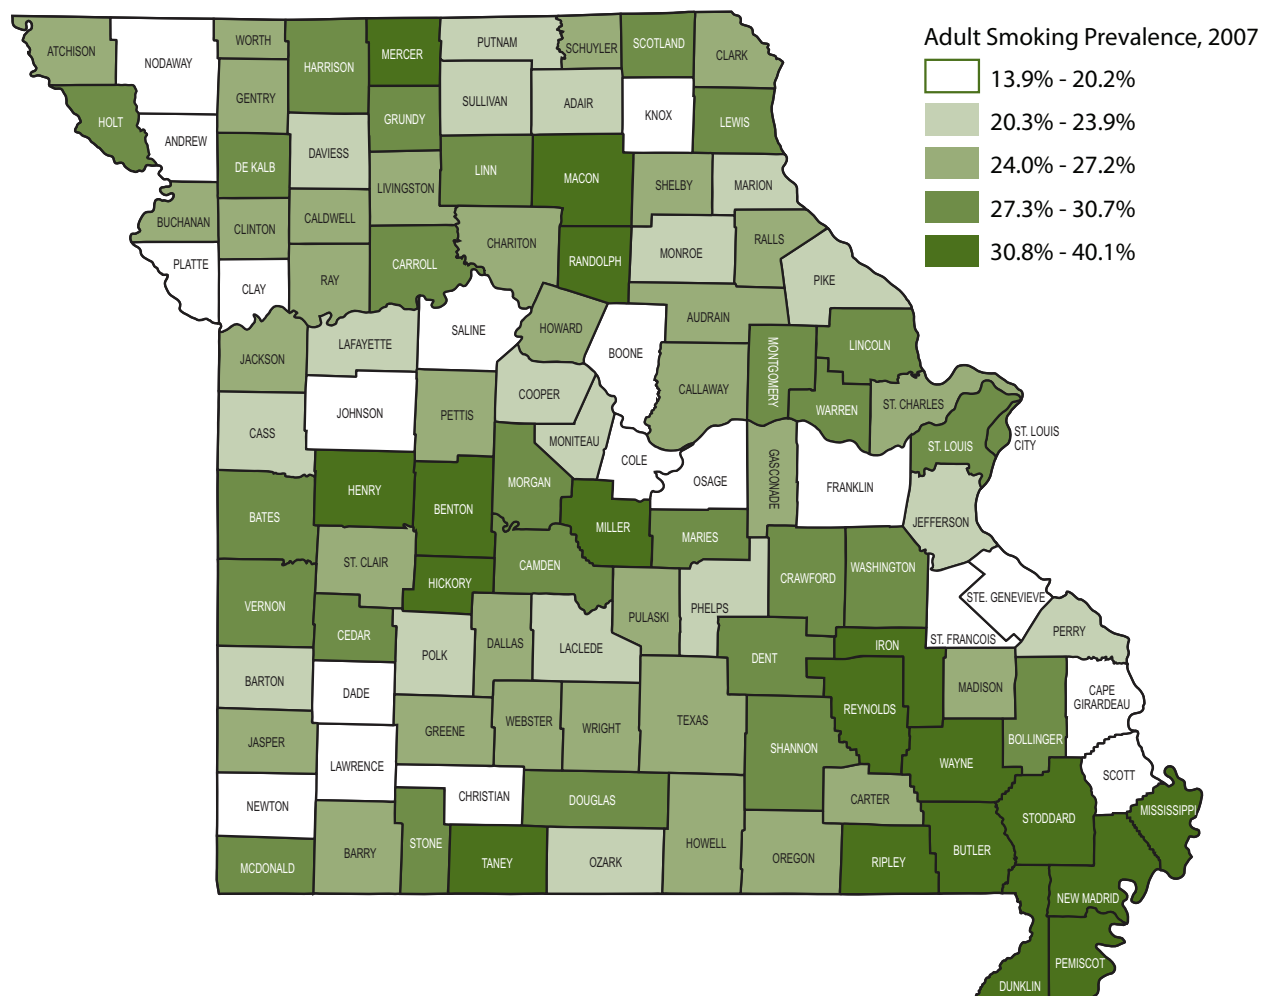 Adult Smoking Prevalence, 2007
13.9% - 20.2%
20.3% - 23.9%
24.0% - 27.2%
27.3% - 30.7%
30.8% - 40.1%
ATCHISON
NODAWAY
WORTH
HARRISON
MERCER
PUTNAM
SCHUYLER
SCOTLAND
CLARK
HOLT
ANDREW
GENTRY
DE KALB
DAVIESS
GRUNDY
SULLIVAN
ADAIR
KNOX
LEWIS
LINN
MACON
SHELBY
MARION
LIVINGSTON
BUCHANAN
CLINTON
CALDWELL
CHARITON
RANDOLPH
MONROE
RALLS
PIKE
PLATTE
CLAY
RAY
CARROLL
SALINE
HOWARD
BOONE
AUDRAIN
MONTGOMERY
LINCOLN
JACKSON
LAFAYETTE
COOPER
CALLAWAY
WARREN
ST. CHARLES
ST. LOUIS
ST. LOUIS
CITY
CASS
JOHNSON
PETTIS
MONITEAU
COLE
OSAGE
GASCONADE
FRANKLIN
JEFFERSON
BATES
HENRY
BENTON
MORGAN
MILLER
MARIES
ST. CLAIR
HICKORY
CAMDEN
PULASKI
PHELPS
CRAWFORD
WASHINGTON
STE. GENEVIEVE
ST. FRANCOIS
PERRY
VERNON
CEDAR
POLK
DALLAS
LACLEDE
DENT
IRON
BARTON
DADE
GREENE
WEBSTER
WRIGHT
TEXAS
REYNOLDS
MADISON
BOLLINGER
CAPE
GIRARDEAU
JASPER
LAWRENCE
SHANNON
WAYNE
SCOTT
NEWTON
CHRISTIAN
DOUGLAS
CARTER
STODDARD
MISSISSIPPI
MCDONALD
BARRY
STONE
TANEY
OZARK
HOWELL
OREGON
RIPLEY
BUTLER
NEW MADRID
PEMISCOT
DUNKLIN